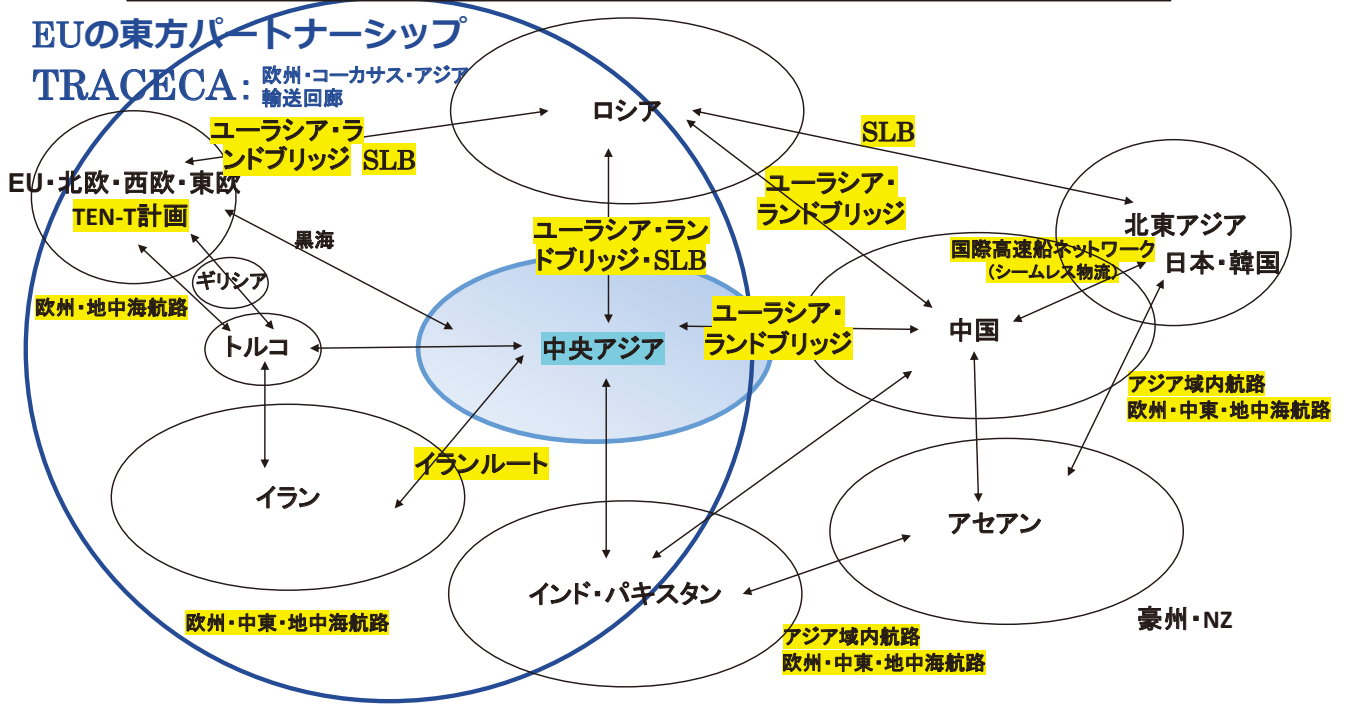 EUの東方パートナーシップ
TRACECA：欧州・コーカサス・アジア
輸送回廊
ロシア
ユーラシア・ラ
ンドブリッジ SLB
SLB
EU・北欧・西欧・東欧
TEN-T計画
ユーラシア・
ランドブリッジ
北東アジア
日本・韓国
黒海
ユーラシア・ラン
ドブリッジ・SLB
国際高速船ネットワーク
（シームレス物流）
ギリシア
欧州・地中海航路
トルコ
中央アジア
ユーラシア・
ランドブリッジ
中国
アジア域内航路
欧州・中東・地中海航路
イランルート
イラン
アセアン
インド・パキスタン
欧州・中東・地中海航路
豪州・NZ
アジア域内航路
欧州・中東・地中海航路